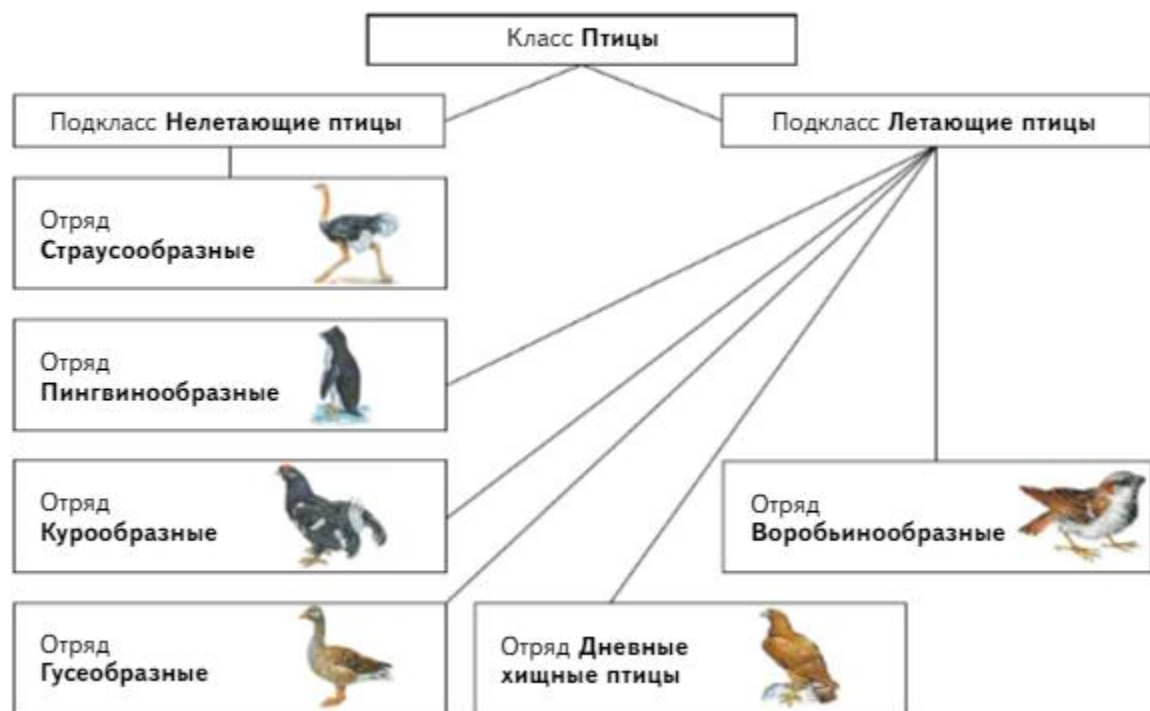 Класс Птицы
Подкласс Нелетающие птицы
Подкласс Летающие птицы
Отряд
Страусообразные
Отряд
Пингвинообразные
Отряд
Курообразные
Отряд
Воробьинообразные
Отряд
Гусеобразные
Отряд Дневные
хищные птицы